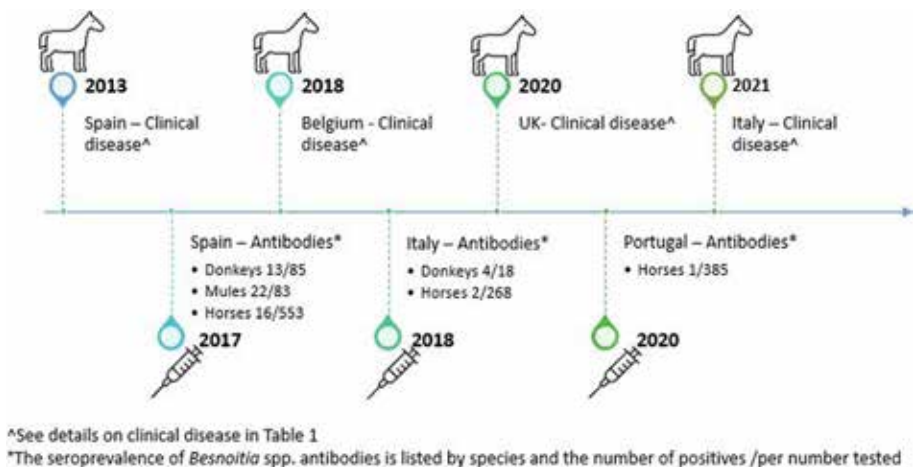 2013
Spain – Clinical
disease^
2018
Belgium - Clinical
disease^
2020
UK- Clinical disease^
2021
Italy – Clinical
disease^
Spain – Antibodies*
• Donkeys 13/85
• Mules 22/83
• Horses 16/553
2017
Italy – Antibodies*
• Donkeys 4/18
• Horses 2/268
2018
Portugal – Antibodies*
• Horses 1/385
2020
^See details on clinical disease in Table 1
*The seroprevalence of Besnoitia spp. antibodies is listed by species and the number of positives /per number tested